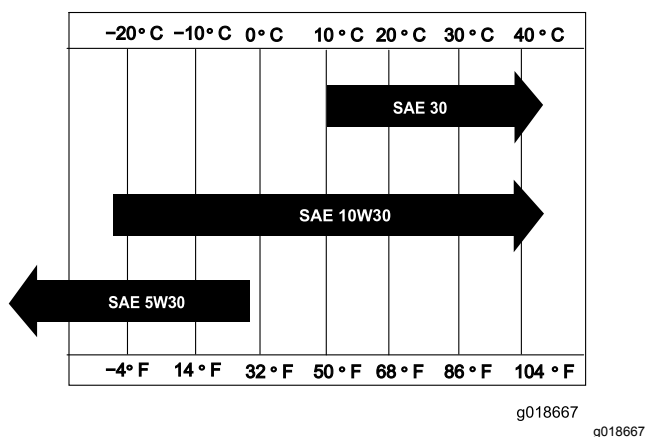 −20° C −10° C 0° C 10° C 20° C 30° C 40° C
SAE 30
SAE 10W30
SAE 5W30
−4° F 14 ° F 32 ° F 50 ° F 68 ° F 86 ° F 104 ° F
g018667
g018667